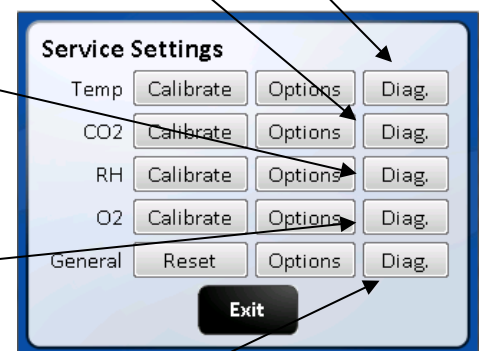 Service Settings
Temp Calibrate Options Diag.
CO2 Calibrate Options Diag.
RH Calibrate Options Diag.
O2 Calibrate Options Diag.
General Reset Options Diag.
Exit